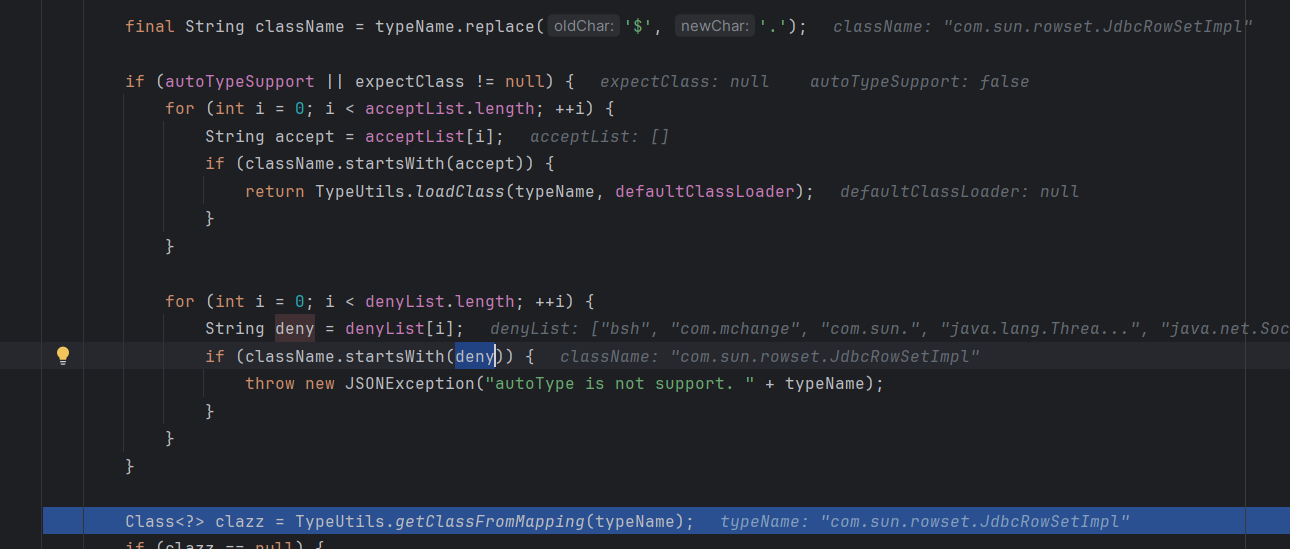 final String className = typeName.replace( oldChar: '$', newChar: '.'); className: "com.sun.rowset.JdbcRowSetImpl"
if (autoTypeSupport || expectClass != null) { expectClass: null autoTypeSupport: false
for (int i = 0; i < acceptList.length; ++i) {
String accept = acceptList[i]; acceptList: []
if (className.startsWith(accept)) {
return TypeUtils.loadClass(typeName, defaultClassLoader); defaultClassLoader: null
}
}
for (int i = 0; i < denyList.length; ++i) {
String deny = denyList[i]; denyList: ["bsh", "com.mchange", "com.sun.", "java.lang.Threa...", "java.net.Soc
if (className.startsWith(deny)) { className: "com.sun.rowset.JdbcRowSetImpl"
throw new JSONException("autoType is not support. " + typeName);
}
}
}
Class<?> clazz = TypeUtils.getClassFromMapping(typeName); typeName: "com.sun.rowset.JdbcRowSetImpl"
if (clazz == null) {